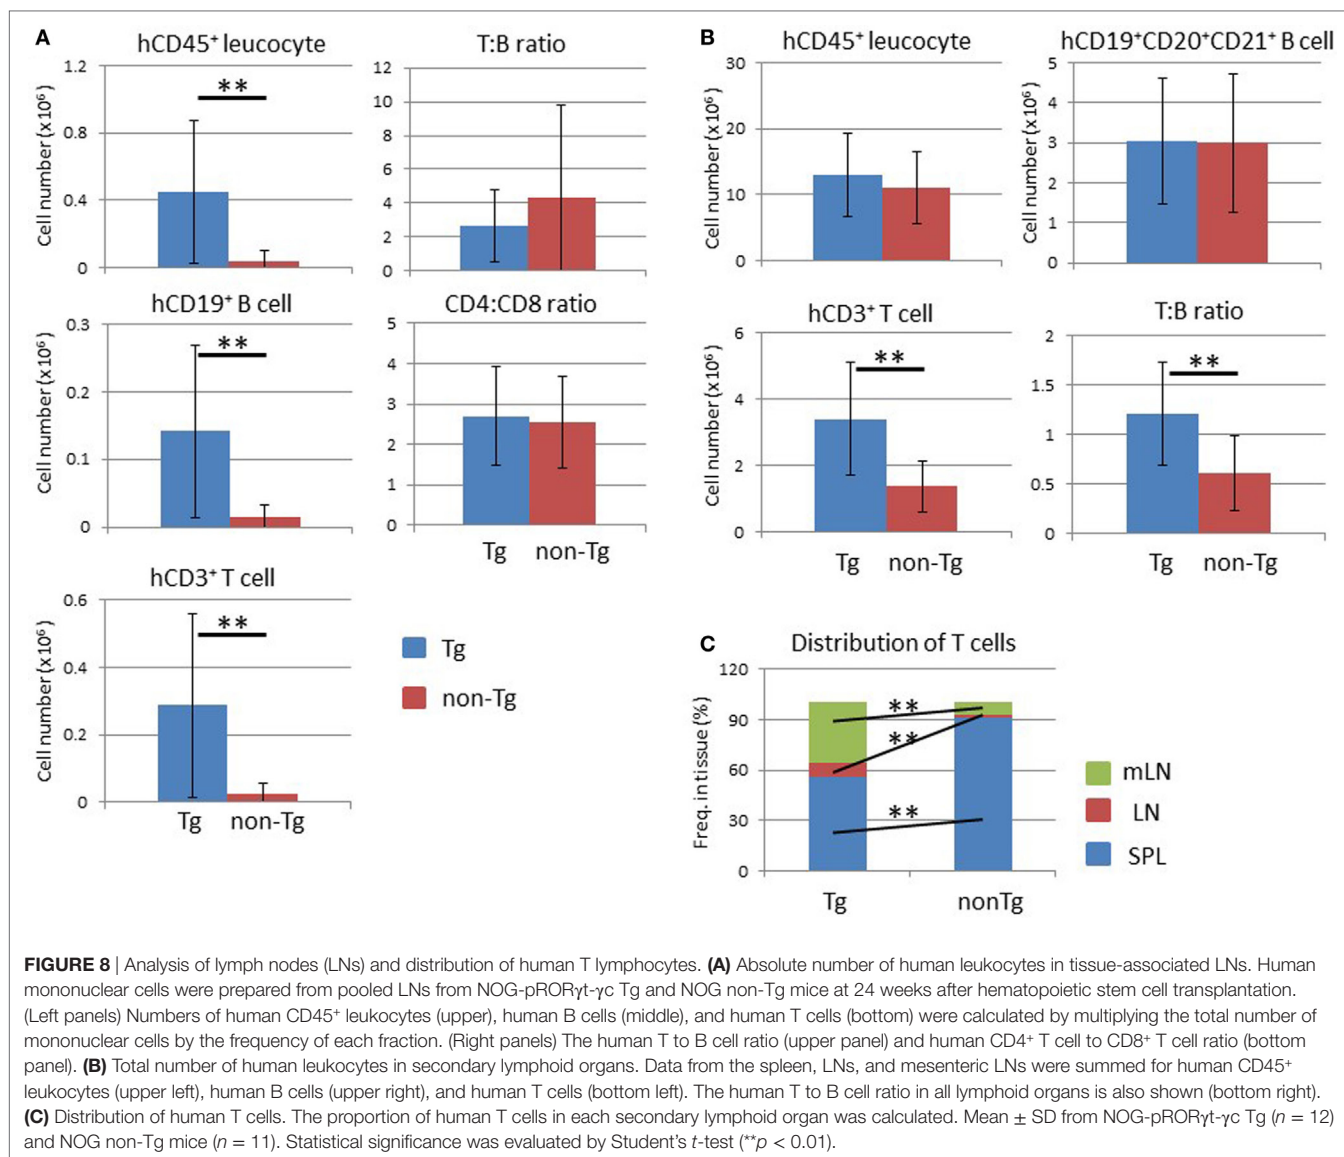 A
hCD45⁺ leucocyte
Cell number (x10⁶)
1.2
0.8
0.4
0
**
T:B ratio
12
10
8
6
4
2
0
hCD19⁺ B cell
Cell number (x10⁶)
0.3
0.2
0.1
0
**
CD4:CD8 ratio
5
4
3
2
1
0
Tg non-Tg
hCD3⁺ T cell
Cell number (x10⁶)
0.6
0.4
0.2
0
**
Tg non-Tg
Tg
non-Tg
B
hCD45⁺ leucocyte
Cell number (x10⁶)
30
20
10
0
hCD19⁺CD20⁺CD21⁺ B cell
Cell number (x10⁶)
5
4
3
2
1
0
hCD3⁺ T cell
Cell number (x10⁶)
6
4
2
0
**
Tg non-Tg
T:B ratio
2
1.5
1
0.5
0
**
Tg non-Tg
C
Distribution of T cells
Freq. in tissue (%)
120
90
60
30
0
**
**
**
Tg nonTg
mLN
LN
SPL
FIGURE 8 | Analysis of lymph nodes (LNs) and distribution of human T lymphocytes. (A) Absolute number of human leukocytes in tissue-associated LNs. Human
mononuclear cells were prepared from pooled LNs from NOG-pRORγt-γc Tg and NOG non-Tg mice at 24 weeks after hematopoietic stem cell transplantation.
(Left panels) Numbers of human CD45⁺ leukocytes (upper), human B cells (middle), and human T cells (bottom) were calculated by multiplying the total number of
mononuclear cells by the frequency of each fraction. (Right panels) The human T to B cell ratio (upper panel) and human CD4⁺ T cell to CD8⁺ T cell ratio (bottom
panel). (B) Total number of human leukocytes in secondary lymphoid organs. Data from the spleen, LNs, and mesenteric LNs were summed for human CD45⁺
leukocytes (upper left), human B cells (upper right), and human T cells (bottom left). The human T to B cell ratio in all lymphoid organs is also shown (bottom right).
(C) Distribution of human T cells. The proportion of human T cells in each secondary lymphoid organ was calculated. Mean ± SD from NOG-pRORγt-γc Tg (n = 12)
and NOG non-Tg mice (n = 11). Statistical significance was evaluated by Student's t-test (**p < 0.01).